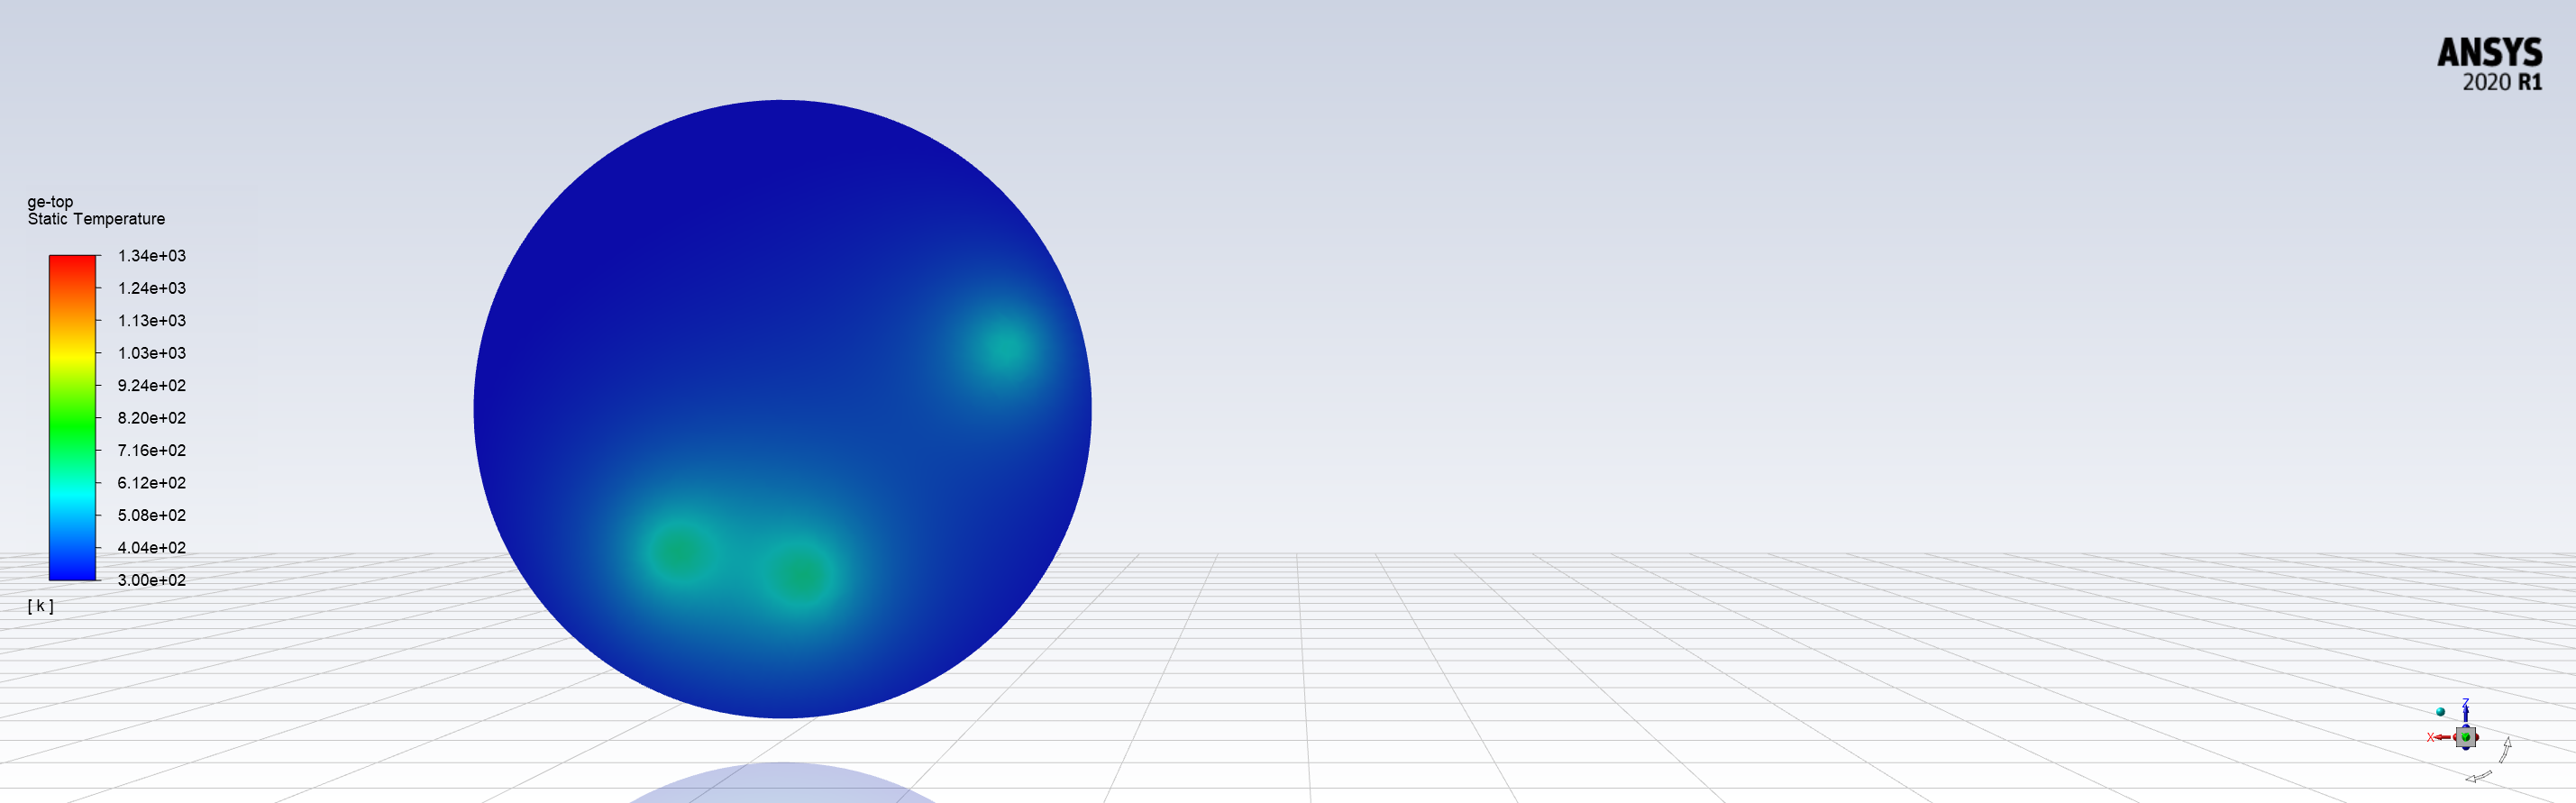 ANSYS
2020 R1
ge-top
Static Temperature
1.34e+03
1.24e+03
1.13e+03
1.03e+03
9.24e+02
8.20e+02
7.16e+02
6.12e+02
5.08e+02
4.04e+02
3.00e+02
[ k ]
Z
X